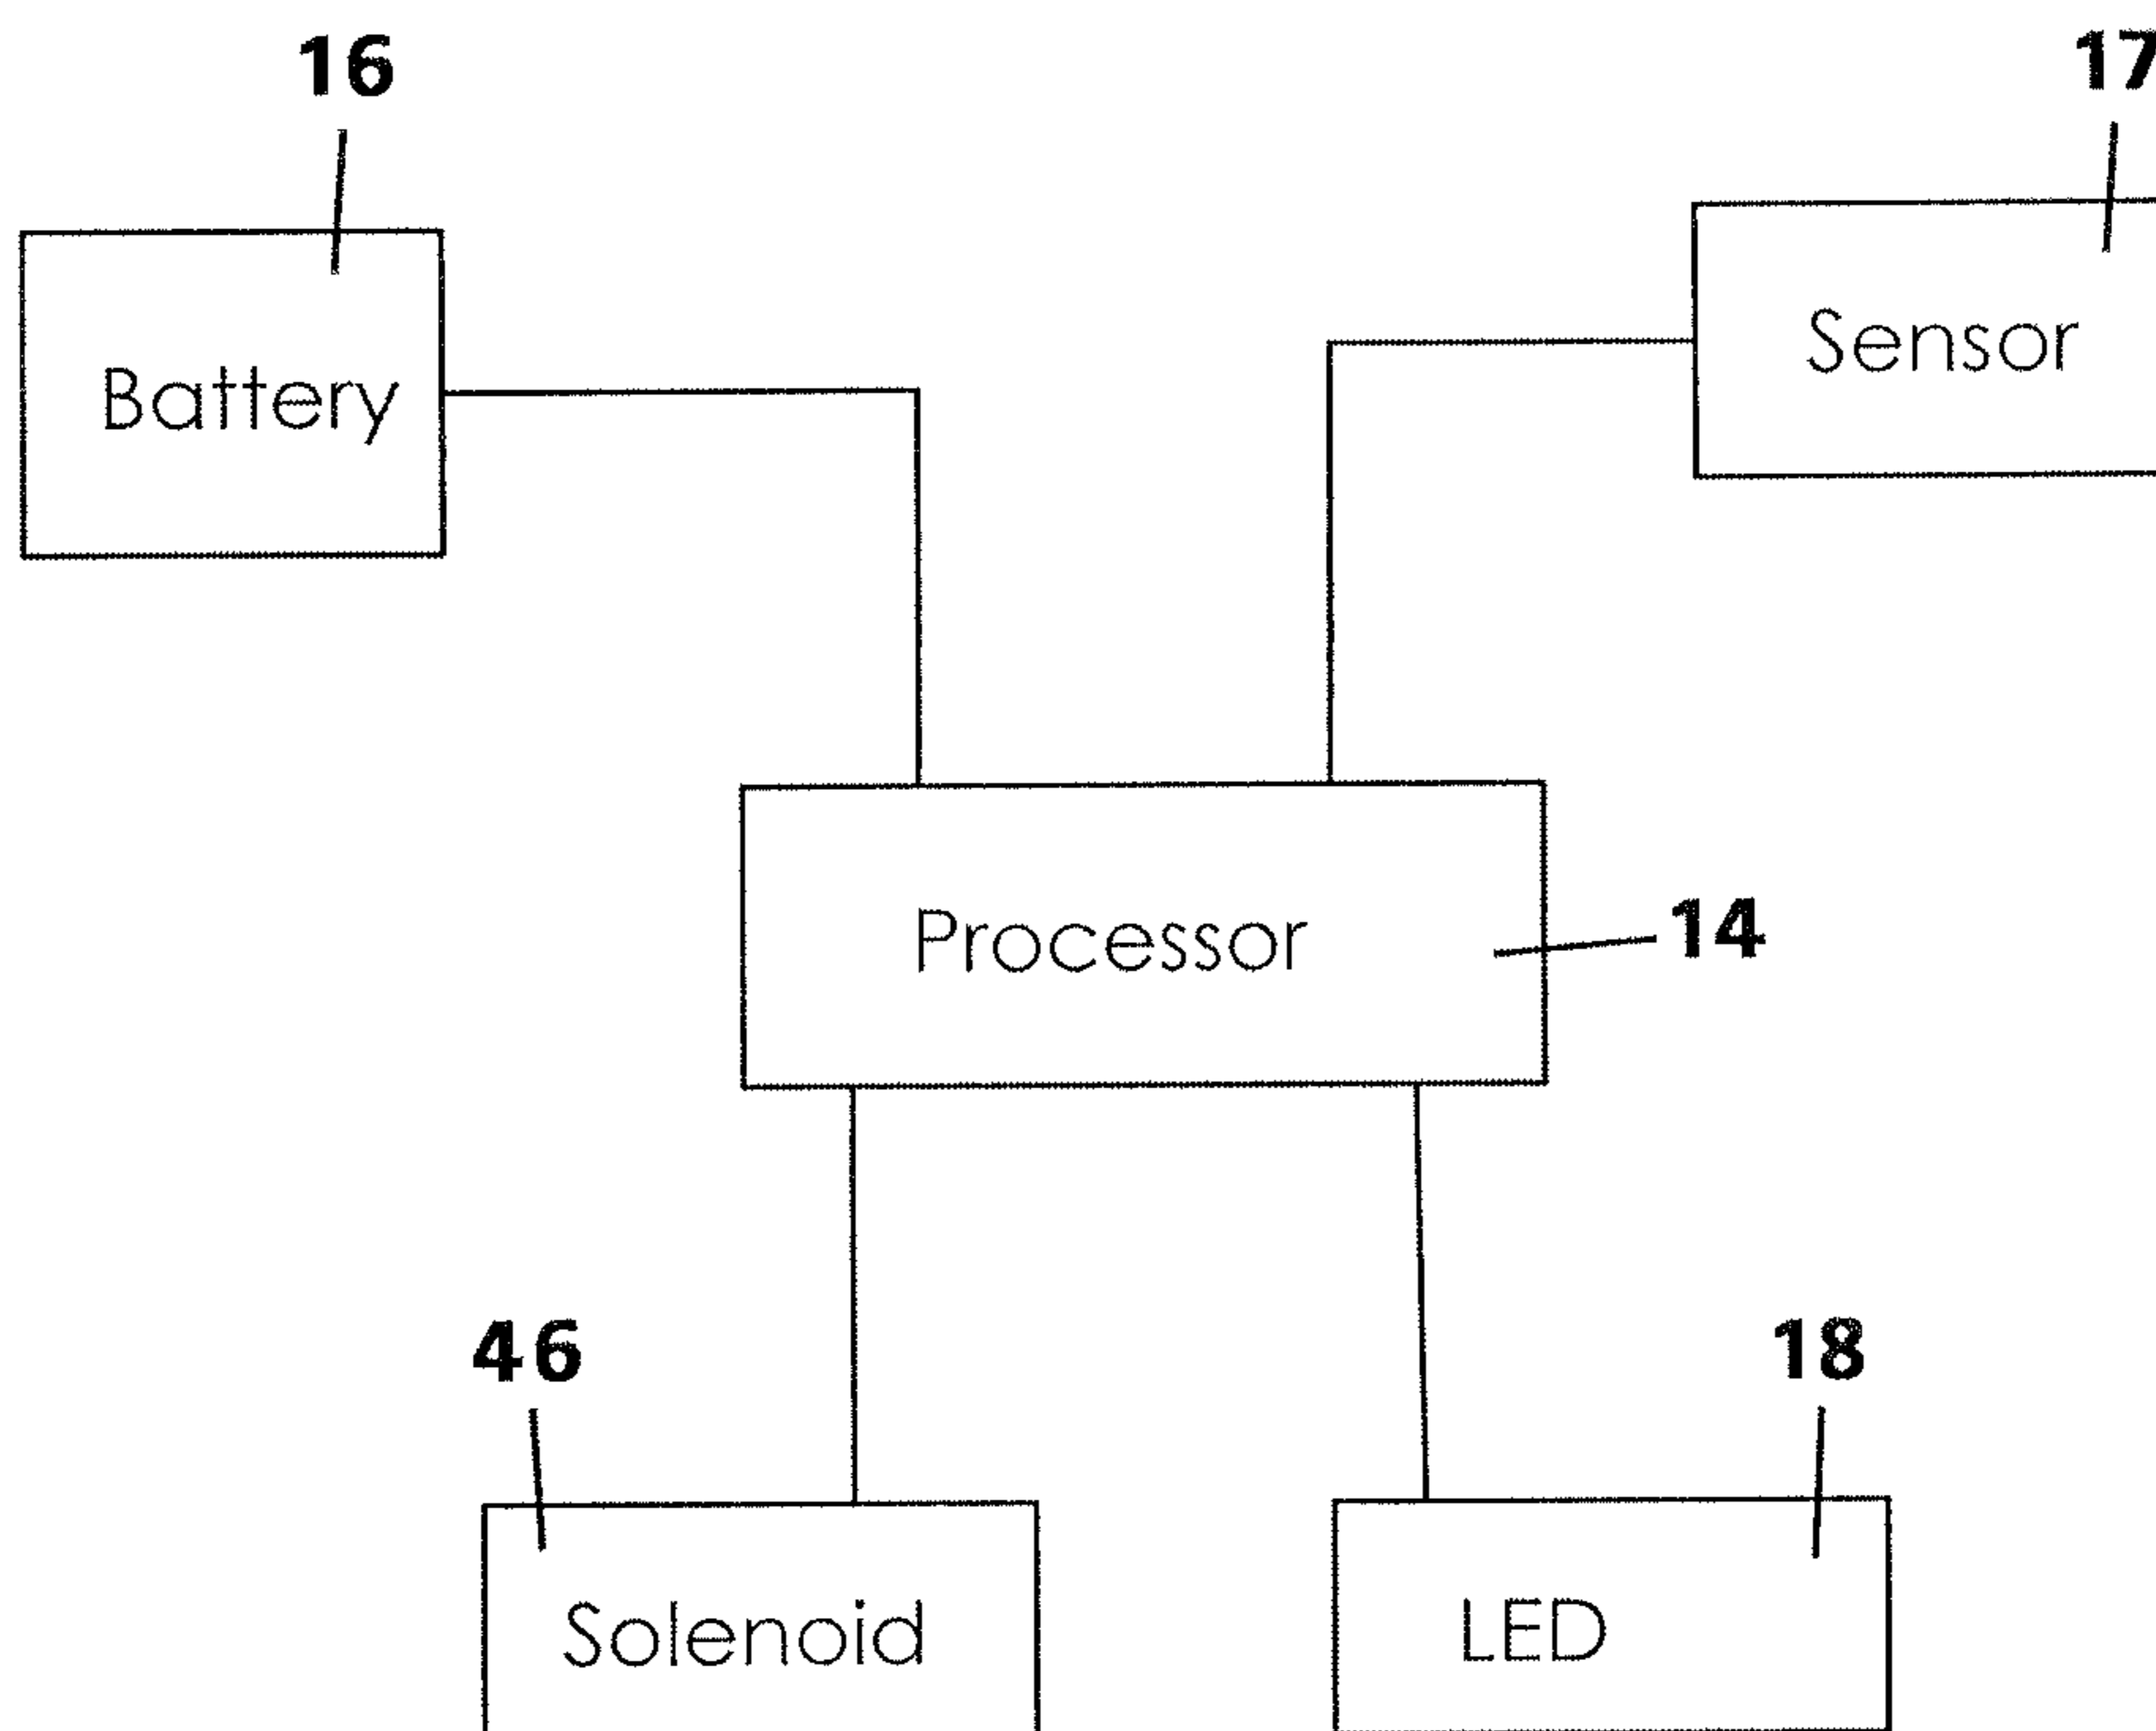 16
17
Battery
Sensor
Processor
14
46
18
Solenoid
LED